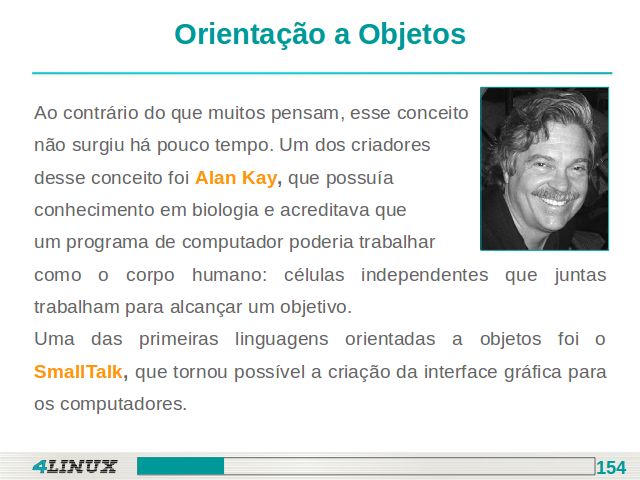 Orientação a Objetos
Ao contrário do que muitos pensam, esse conceito
não surgiu há pouco tempo. Um dos criadores
desse conceito foi Alan Kay, que possuía
conhecimento em biologia e acreditava que
um programa de computador poderia trabalhar
como o corpo humano: células independentes que juntas
trabalham para alcançar um objetivo.
Uma das primeiras linguagens orientadas a objetos foi o
SmallTalk, que tornou possível a criação da interface gráfica para
os computadores.
4LINUX
154